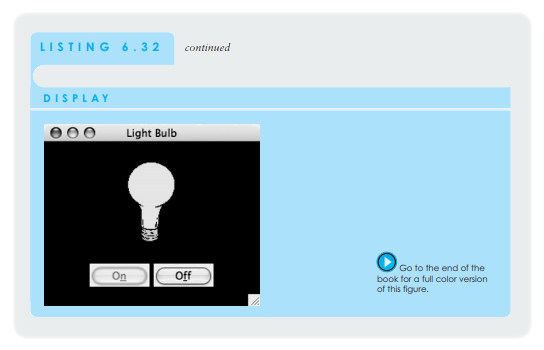 LISTING 6.32 continued
DISPLAY
Light Bulb
On Off
Go to the end of the
book for a full color version
of this figure.